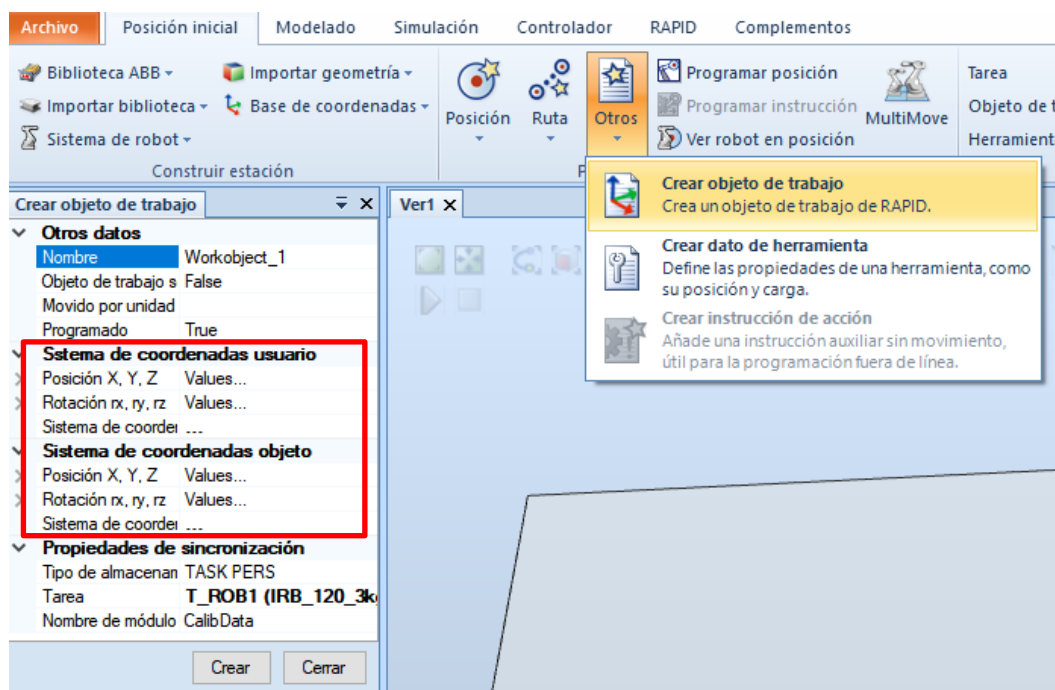 Archivo Posición inicial Modelado Simulación Controlador RAPID Complementos
Biblioteca ABB Importar geometría
Importar biblioteca Base de coordenadas
Sistema de robot
Construir estación
Posición Ruta Otros
Programar posición
Programar instrucción
Ver robot en posición
MultiMove
Tarea
Objeto de t
Herramient
P
Crear objeto de trabajo
Crea un objeto de trabajo de RAPID.
Crear dato de herramienta
Define las propiedades de una herramienta, como
su posición y carga.
Crear instrucción de acción
Añade una instrucción auxiliar sin movimiento,
útil para la programación fuera de línea.
Crear objeto de trabajo
Ver1
Otros datos
Nombre Workobject_1
Objeto de trabajo s False
Movido por unidad
Programado True
Sstema de coordenadas usuario
Posición X, Y, Z Values...
Rotación rx, ry, rz Values...
Sistema de coorder ...
Sistema de coordenadas objeto
Posición X, Y, Z Values...
Rotación rx, ry, rz Values...
Sistema de coorder ...
Propiedades de sincronización
Tipo de almacenan TASK PERS
Tarea T_ROB1 (IRB_120_3k
Nombre de módulo CalibData
Crear Cerrar